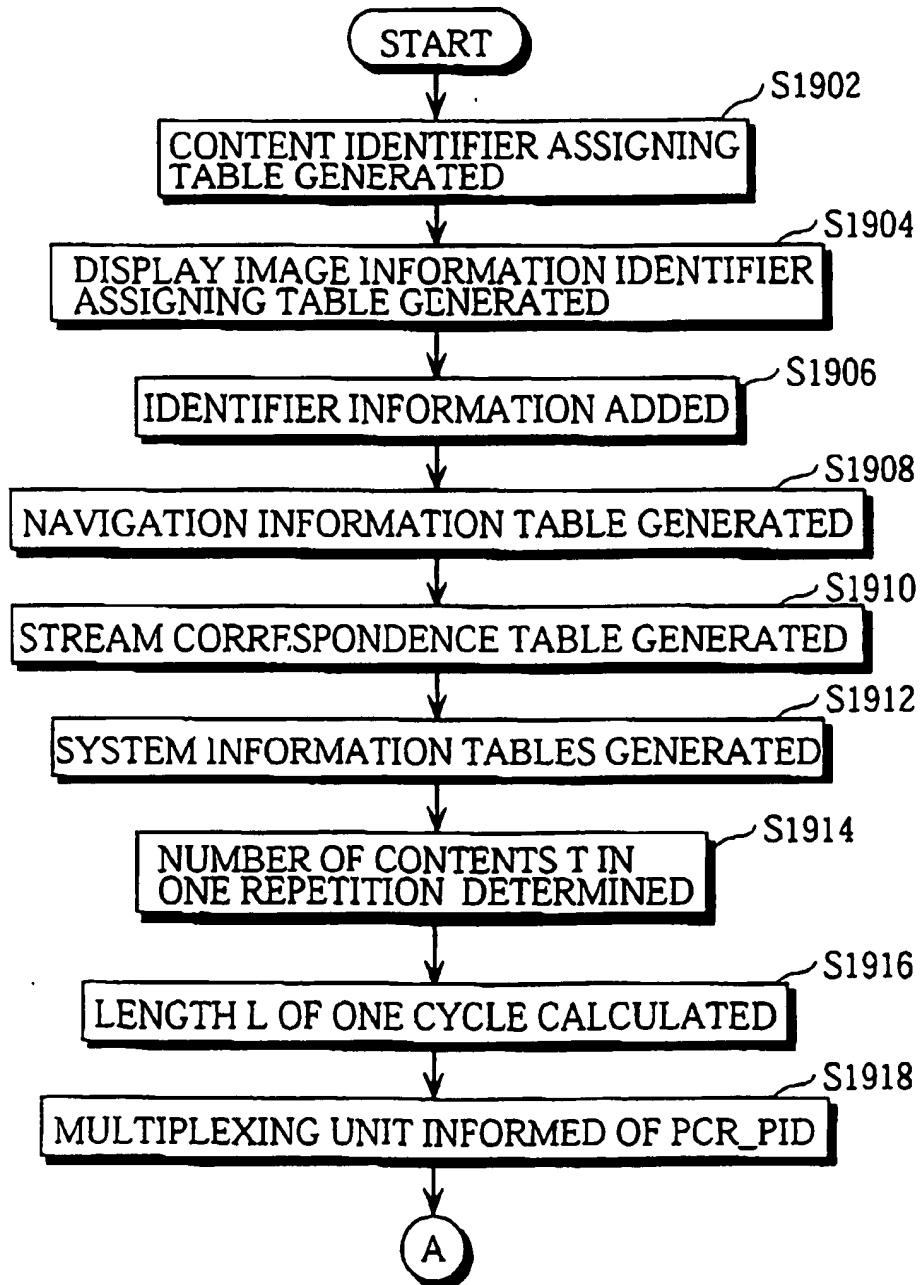 START
S1902
CONTENT IDENTIFIER ASSIGNING
TABLE GENERATED
S1904
DISPLAY IMAGE INFORMATION IDENTIFIER
ASSIGNING TABLE GENERATED
S1906
IDENTIFIER INFORMATION ADDED
S1908
NAVIGATION INFORMATION TABLE GENERATED
S1910
STREAM CORRESPONDENCE TABLE GENERATED
S1912
SYSTEM INFORMATION TABLES GENERATED
S1914
NUMBER OF CONTENTS T IN
ONE REPETITION DETERMINED
S1916
LENGTH L OF ONE CYCLE CALCULATED
S1918
MULTIPLEXING UNIT INFORMED OF PCR_PID
A